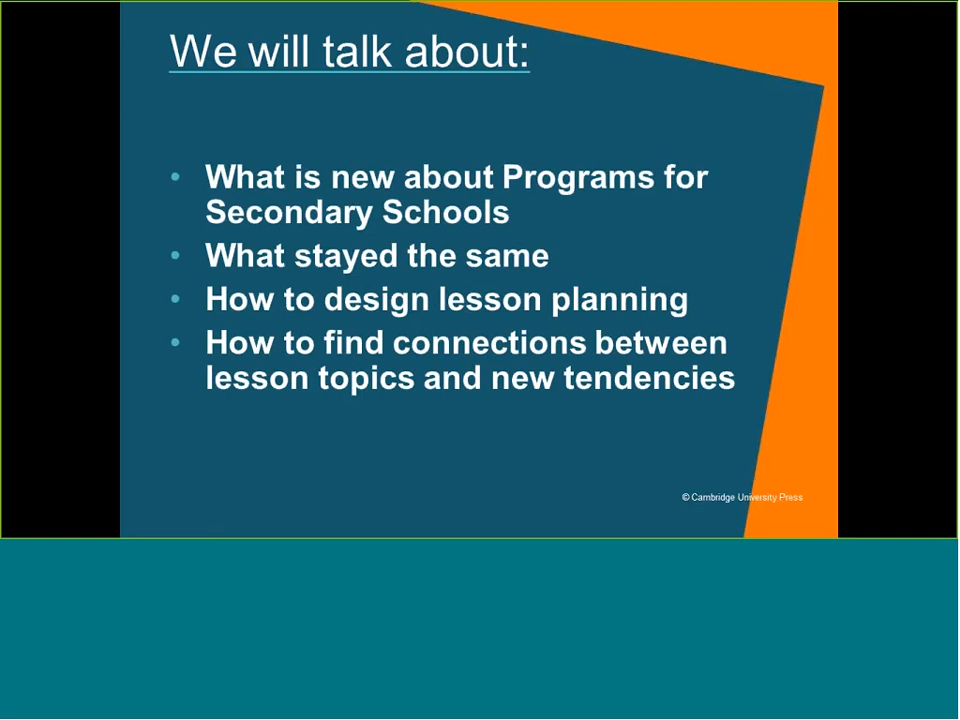 We will talk about:
• What is new about Programs for
Secondary Schools
• What stayed the same
• How to design lesson planning
• How to find connections between
lesson topics and new tendencies
© Cambridge University Press